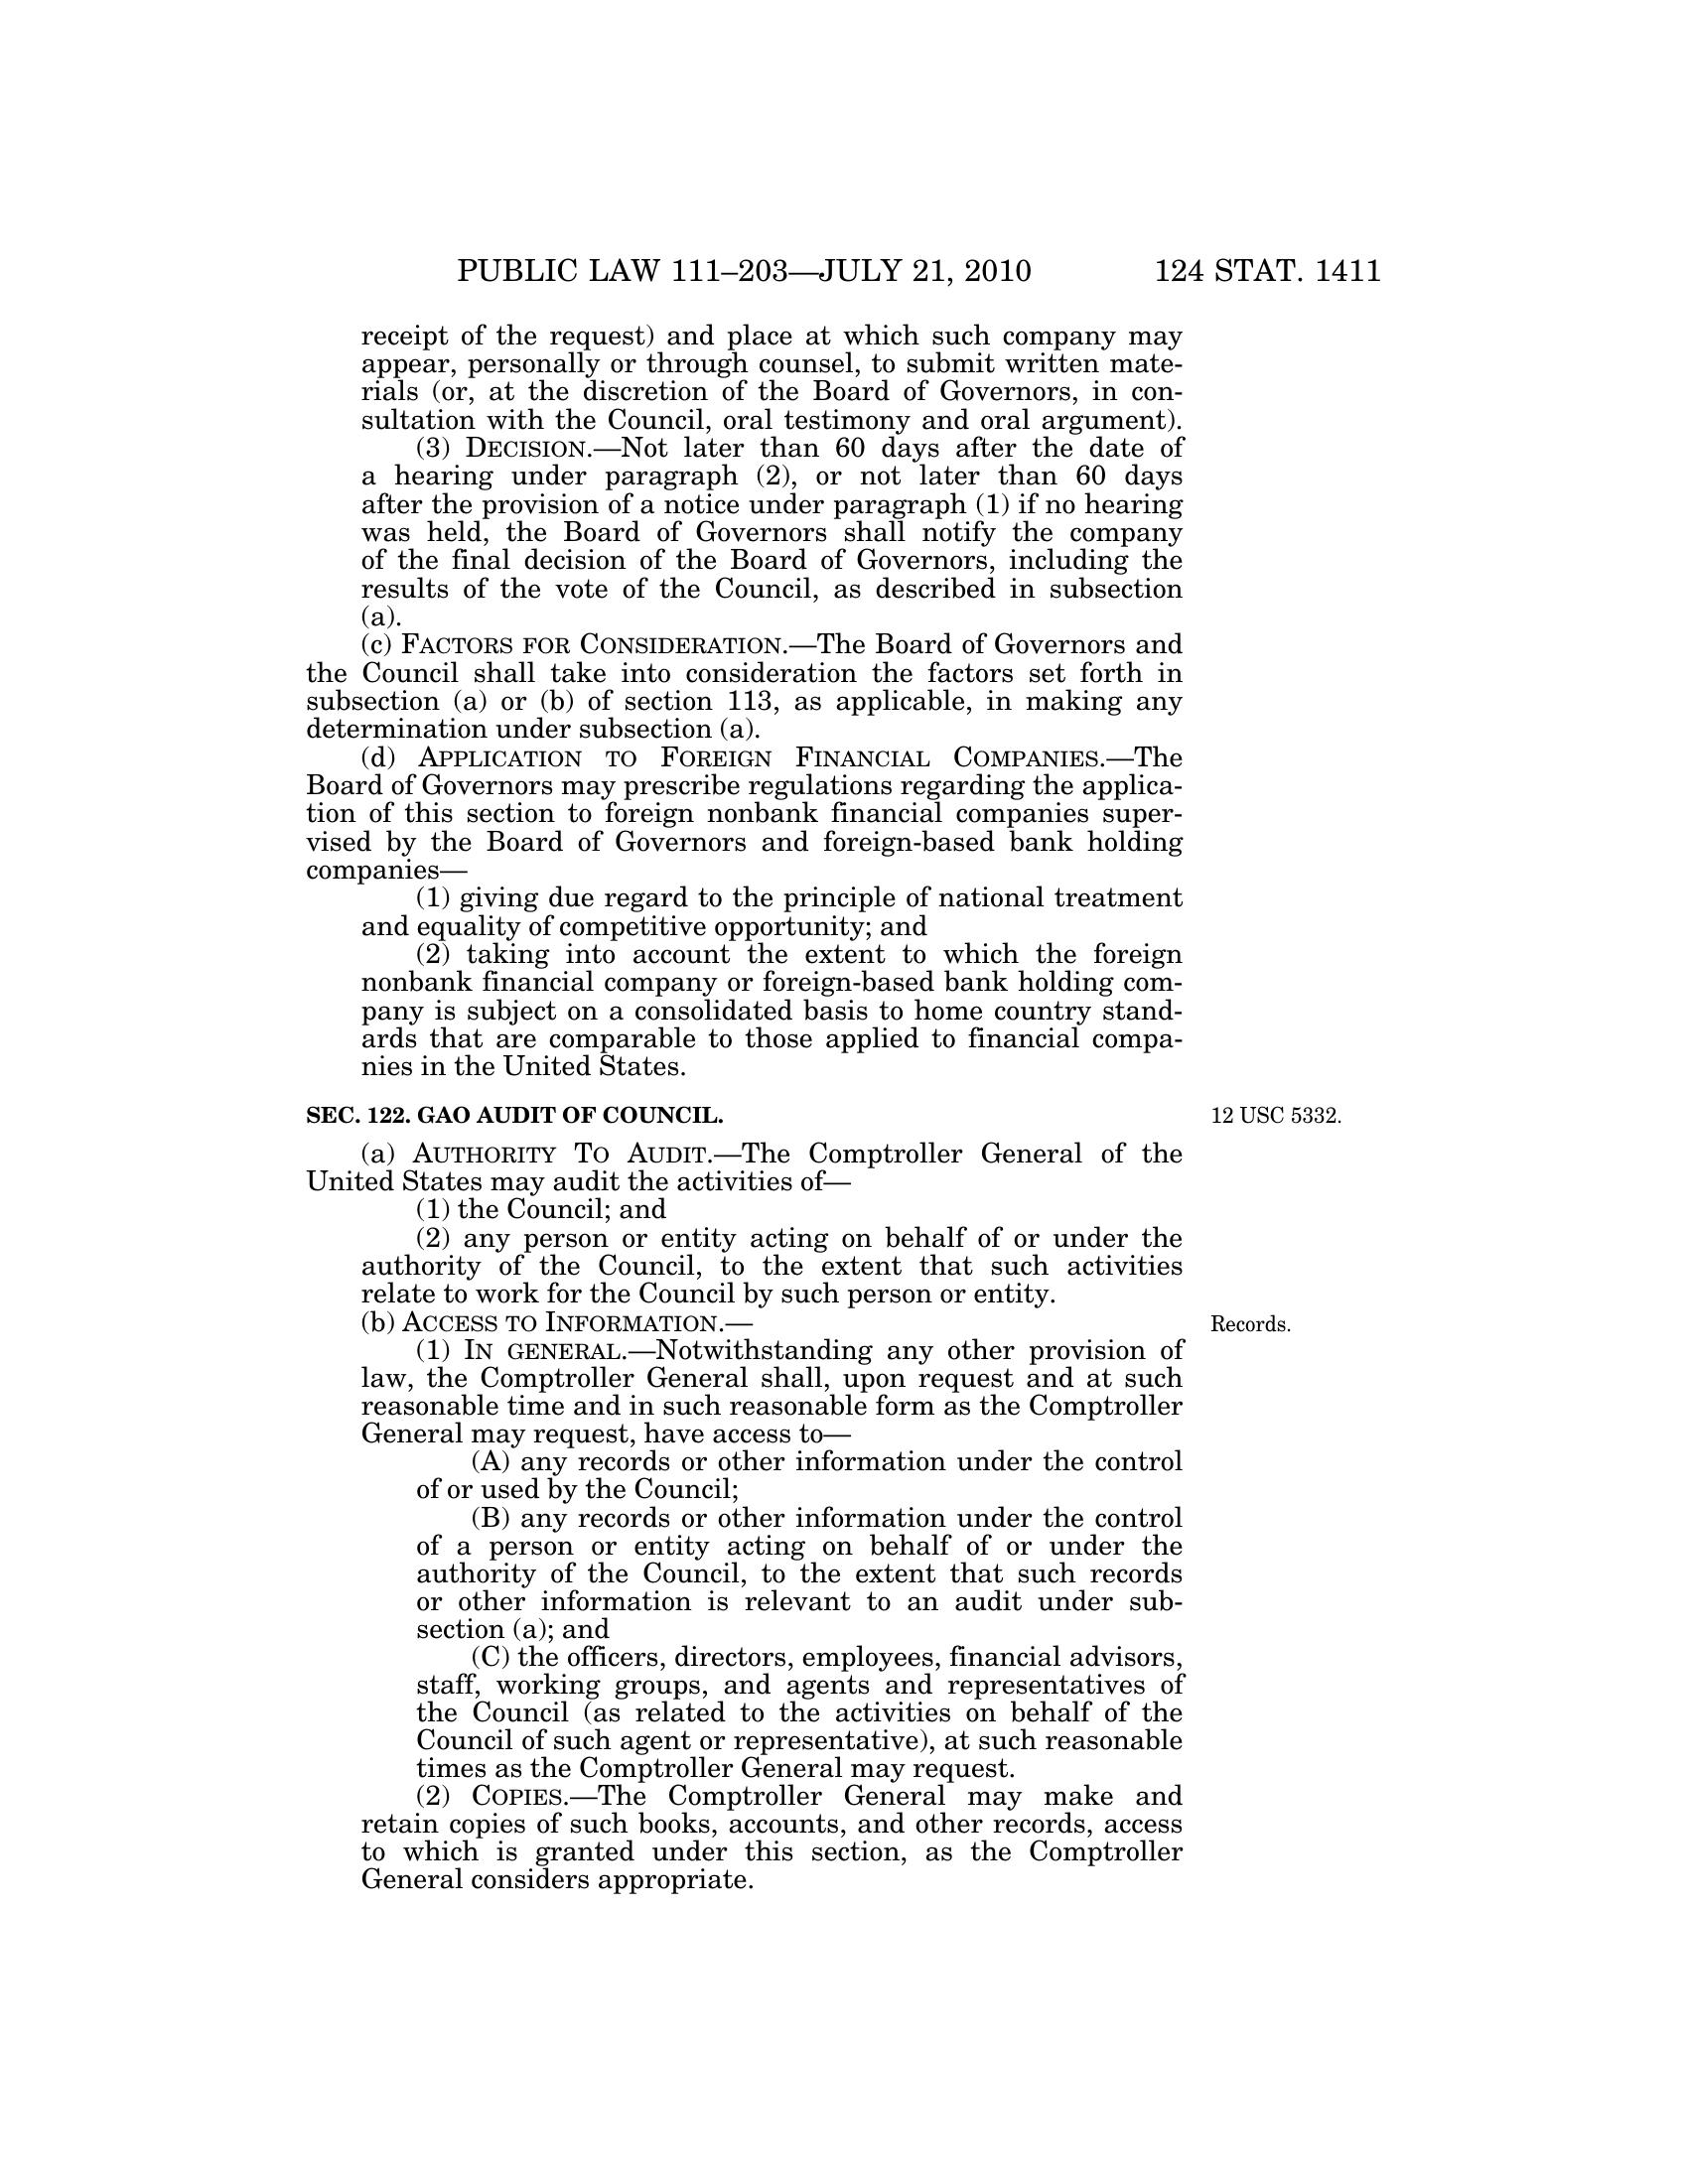 PUBLIC LAW 111–203—JULY 21, 2010 124 STAT. 1411
receipt of the request) and place at which such company may
appear, personally or through counsel, to submit written mate-
rials (or, at the discretion of the Board of Governors, in con-
sultation with the Council, oral testimony and oral argument).
(3) DECISION.—Not later than 60 days after the date of
a hearing under paragraph (2), or not later than 60 days
after the provision of a notice under paragraph (1) if no hearing
was held, the Board of Governors shall notify the company
of the final decision of the Board of Governors, including the
results of the vote of the Council, as described in subsection
(a).
(c) FACTORS FOR CONSIDERATION.—The Board of Governors and
the Council shall take into consideration the factors set forth in
subsection (a) or (b) of section 113, as applicable, in making any
determination under subsection (a).
(d) APPLICATION TO FOREIGN FINANCIAL COMPANIES.—The
Board of Governors may prescribe regulations regarding the applica-
tion of this section to foreign nonbank financial companies super-
vised by the Board of Governors and foreign-based bank holding
companies—
(1) giving due regard to the principle of national treatment
and equality of competitive opportunity; and
(2) taking into account the extent to which the foreign
nonbank financial company or foreign-based bank holding com-
pany is subject on a consolidated basis to home country stand-
ards that are comparable to those applied to financial compa-
nies in the United States.
SEC. 122. GAO AUDIT OF COUNCIL. 12 USC 5332.
(a) AUTHORITY TO AUDIT.—The Comptroller General of the
United States may audit the activities of—
(1) the Council; and
(2) any person or entity acting on behalf of or under the
authority of the Council, to the extent that such activities
relate to work for the Council by such person or entity.
(b) ACCESS TO INFORMATION.— Records.
(1) IN GENERAL.—Notwithstanding any other provision of
law, the Comptroller General shall, upon request and at such
reasonable time and in such reasonable form as the Comptroller
General may request, have access to—
(A) any records or other information under the control
of or used by the Council;
(B) any records or other information under the control
of a person or entity acting on behalf of or under the
authority of the Council, to the extent that such records
or other information is relevant to an audit under sub-
section (a); and
(C) the officers, directors, employees, financial advisors,
staff, working groups, and agents and representatives of
the Council (as related to the activities on behalf of the
Council of such agent or representative), at such reasonable
times as the Comptroller General may request.
(2) COPIES.—The Comptroller General may make and
retain copies of such books, accounts, and other records, access
to which is granted under this section, as the Comptroller
General considers appropriate.